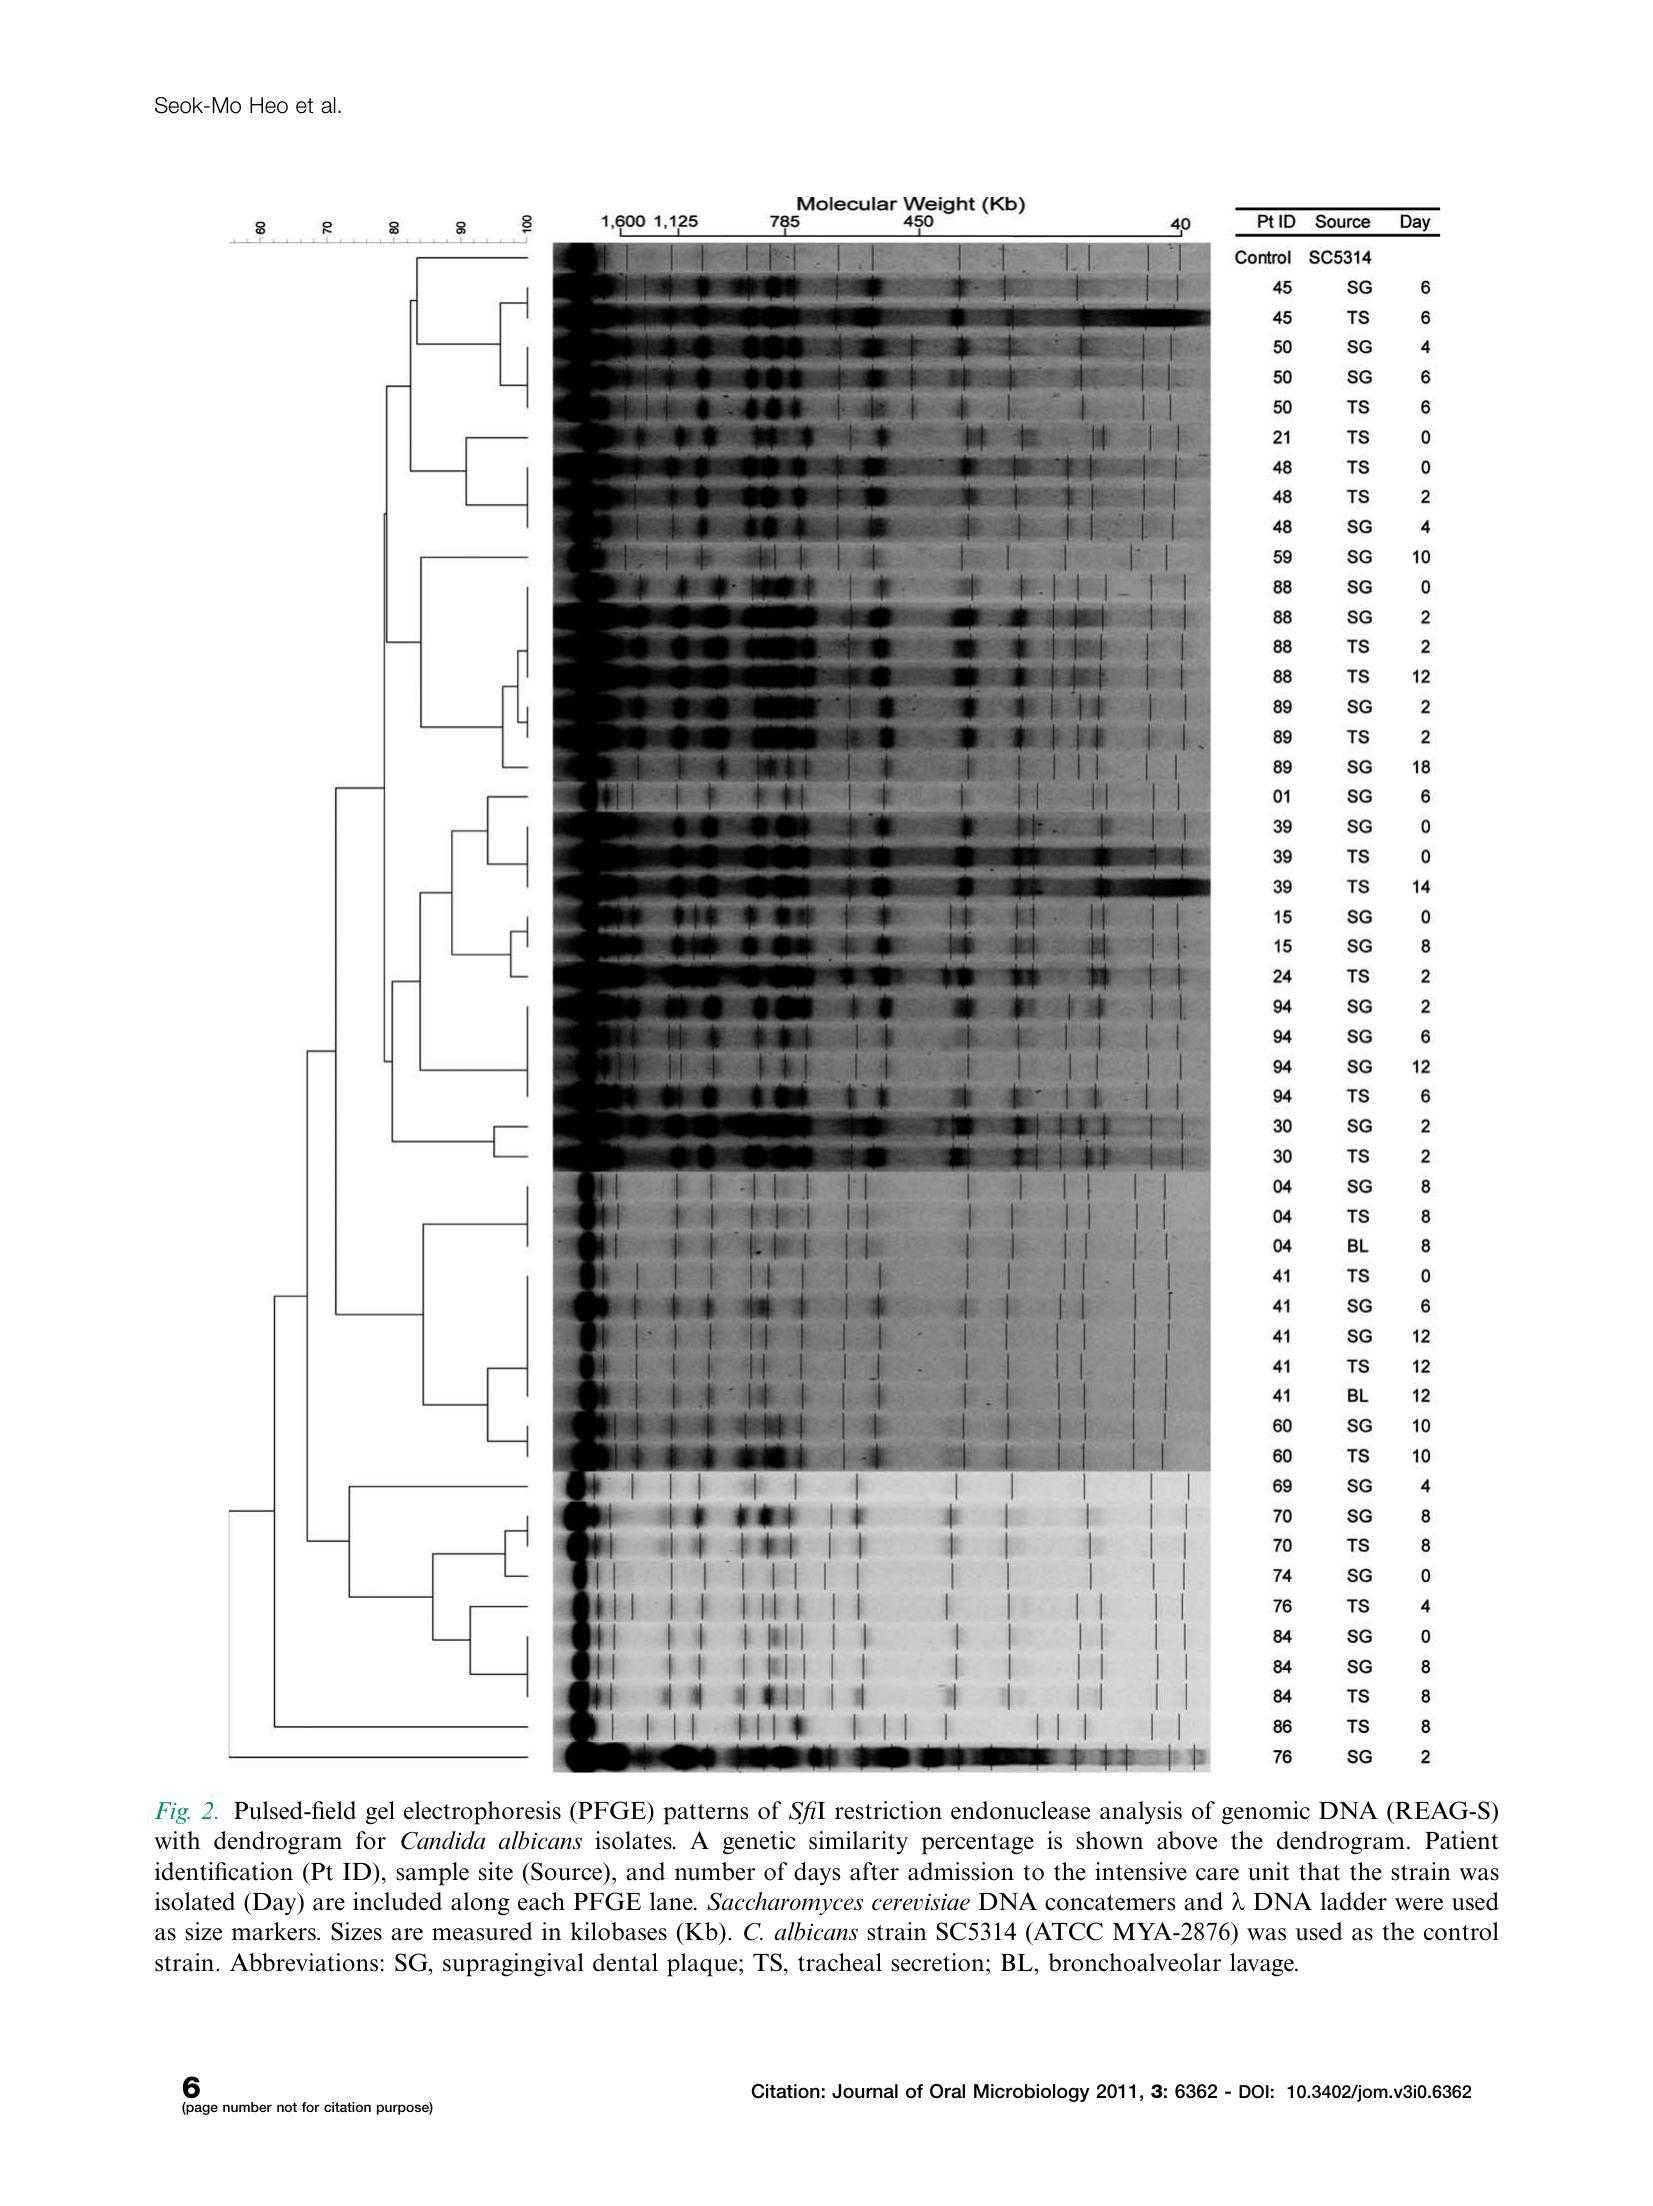 Seok-Mo Heo et al.
Molecular Weight (Kb)
60 70 80 90 100
1,600 1,125 785 450 40
Pt ID Source Day
Control SC5314
45 SG 6
45 TS 6
50 SG 4
50 SG 6
50 TS 6
21 TS 0
48 TS 0
48 TS 2
48 SG 4
59 SG 10
88 SG 0
88 SG 2
88 TS 2
88 TS 12
89 SG 2
89 TS 2
89 SG 18
01 SG 6
39 SG 0
39 TS 0
39 TS 14
15 SG 0
15 SG 8
24 TS 2
94 SG 2
94 SG 6
94 SG 12
94 TS 6
30 SG 2
30 TS 2
04 SG 8
04 TS 8
04 BL 8
41 TS 0
41 SG 6
41 SG 12
41 TS 12
41 BL 12
60 SG 10
60 TS 10
69 SG 4
70 SG 8
70 TS 8
74 SG 0
76 TS 4
84 SG 0
84 SG 8
84 TS 8
86 TS 8
76 SG 2
Fig. 2. Pulsed-field gel electrophoresis (PFGE) patterns of SfiI restriction endonuclease analysis of genomic DNA (REAG-S)
with dendrogram for Candida albicans isolates. A genetic similarity percentage is shown above the dendrogram. Patient
identification (Pt ID), sample site (Source), and number of days after admission to the intensive care unit that the strain was
isolated (Day) are included along each PFGE lane. Saccharomyces cerevisiae DNA concatemers and λ DNA ladder were used
as size markers. Sizes are measured in kilobases (Kb). C. albicans strain SC5314 (ATCC MYA-2876) was used as the control
strain. Abbreviations: SG, supragingival dental plaque; TS, tracheal secretion; BL, bronchoalveolar lavage.
6
(page number not for citation purpose)
Citation: Journal of Oral Microbiology 2011, 3: 6362 - DOI: 10.3402/jom.v3i0.6362